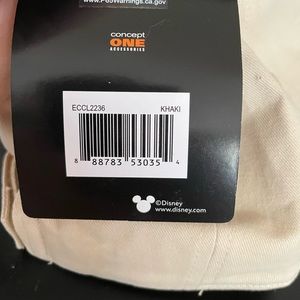 www.P65Warnings.ca.gov
concept
ONE
ACCESSORIES
ECCL2236 KHAKI
8 88783 53035 4
©Disney
www.disney.com